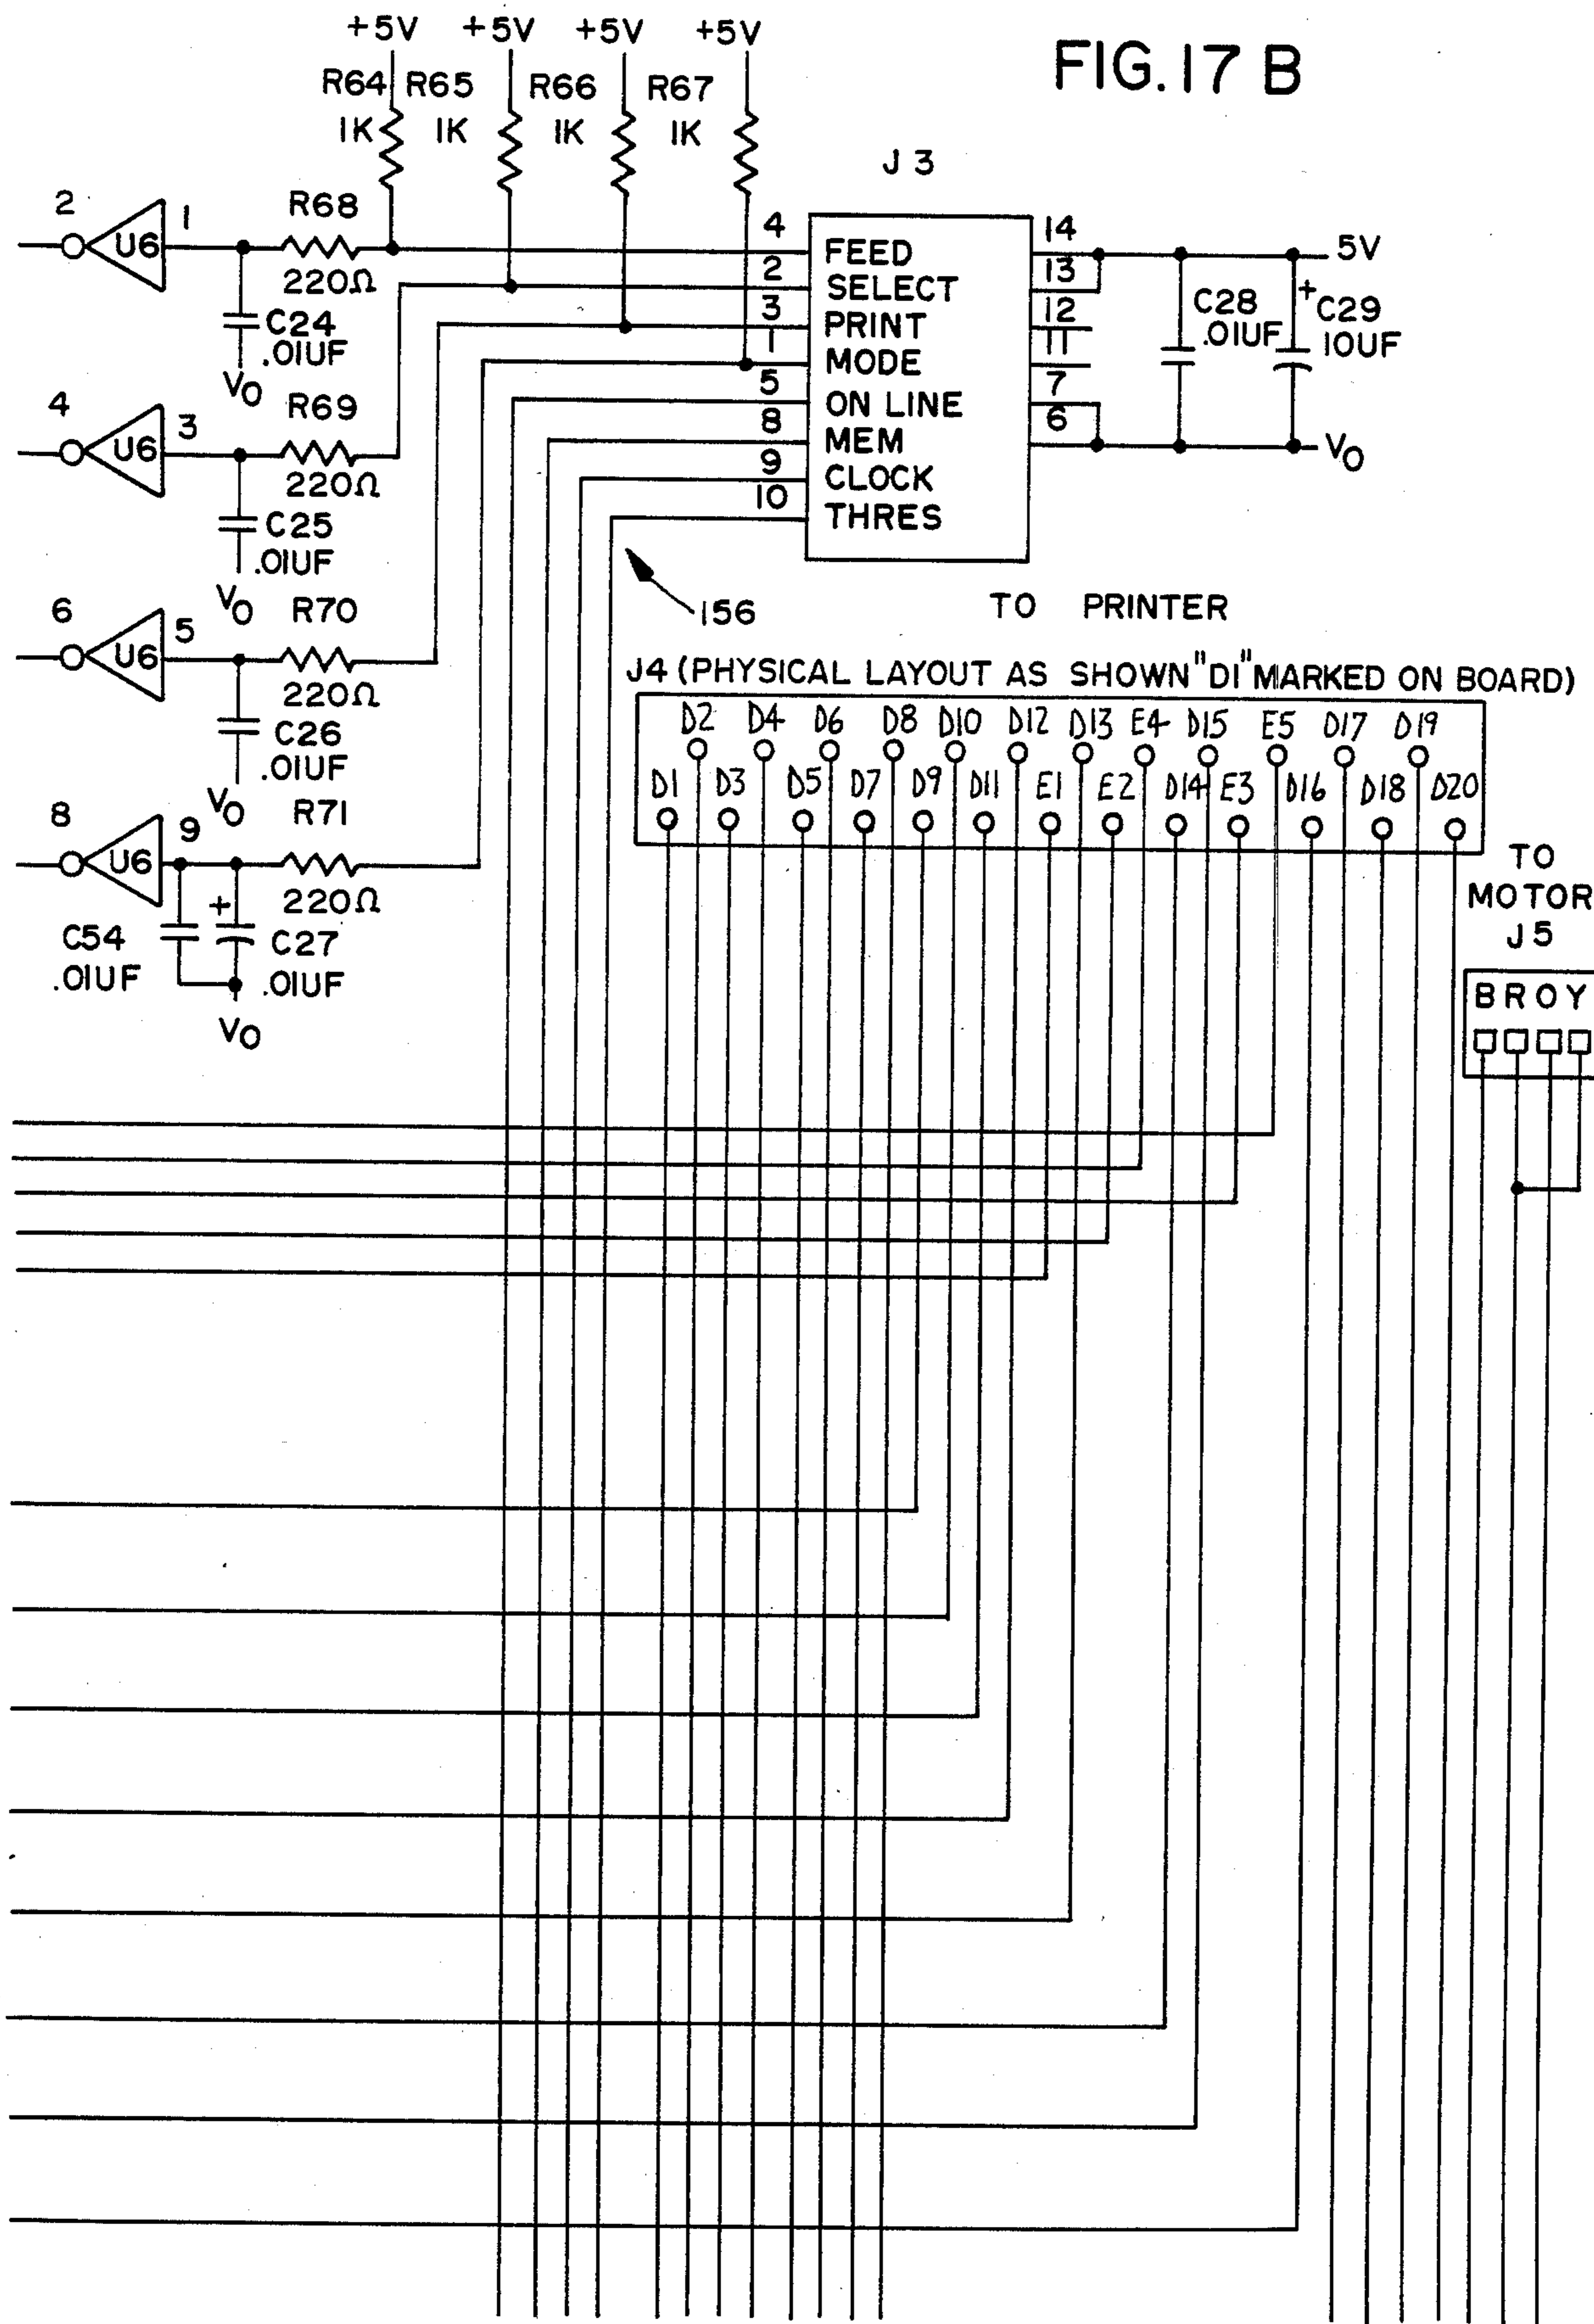 +5V +5V +5V +5V
FIG. 17 B
R64 R65 R66 R67
1K 1K 1K 1K
J 3
2 1 R68 4 14
U6 FEED 5V
220Ω 2 13
SELECT + 
C24 3 12 C28 C29
.01UF PRINT .01UF 10UF
VO 1 11
MODE
4 3 R69 5 7
U6 ON LINE
8 6
MEM VO
220Ω 9
CLOCK
C25 10
THRES
.01UF
VO
6 5 R70 156 TO PRINTER
U6
J4 (PHYSICAL LAYOUT AS SHOWN "D1" MARKED ON BOARD)
220Ω
C26 D2 D4 D6 D8 D10 D12 D13 E4 D15 E5 D17 D19
.01UF
VO D1 D3 D5 D7 D9 D11 E1 E2 D14 E3 D16 D18 D20
8 9 R71
U6 TO
220Ω MOTOR
+ J5
C54 C27
.01UF .01UF B R O Y
VO